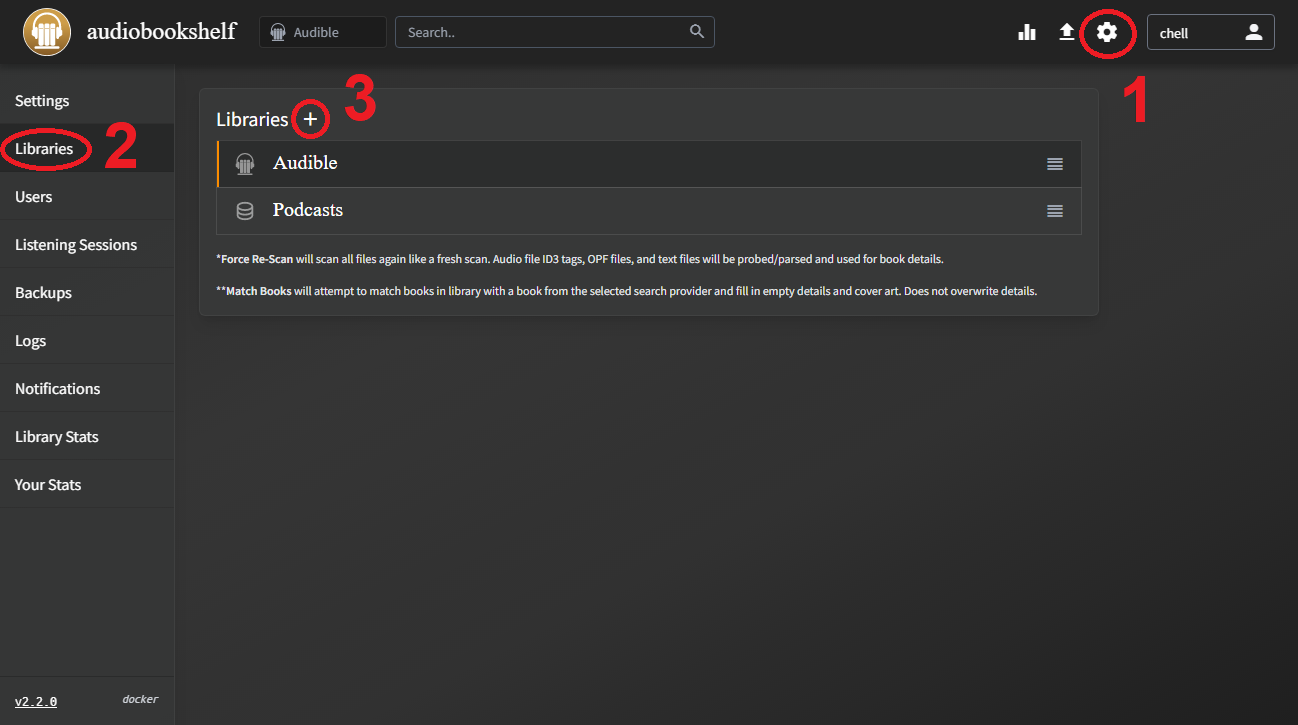 audiobookshelf
Audible
Search..
1
chell
Settings
Libraries
2
Users
Listening Sessions
Backups
Logs
Notifications
Library Stats
Your Stats
v2.2.0
docker
Libraries +
3
Audible
Podcasts
*Force Re-Scan will scan all files again like a fresh scan. Audio file ID3 tags, OPF files, and text files will be probed/parsed and used for book details.
**Match Books will attempt to match books in library with a book from the selected search provider and fill in empty details and cover art. Does not overwrite details.